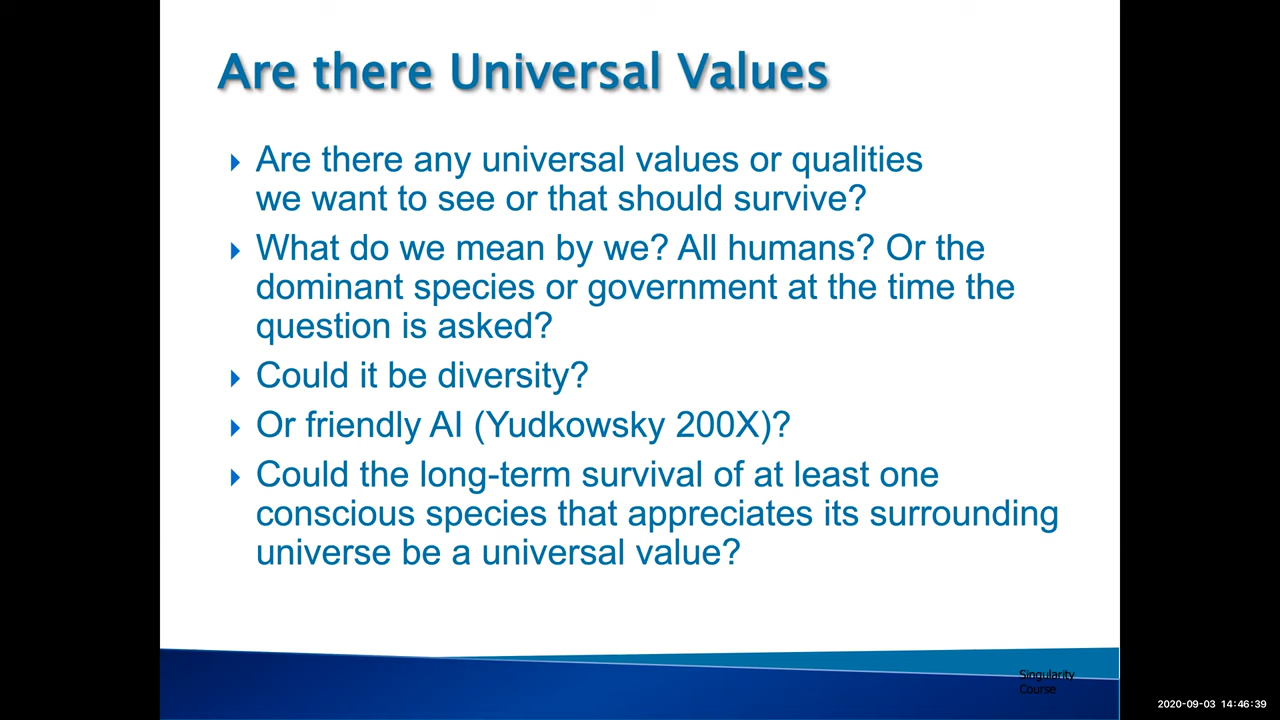 Are there Universal Values
Are there any universal values or qualities
we want to see or that should survive?
What do we mean by we? All humans? Or the
dominant species or government at the time the
question is asked?
Could it be diversity?
Or friendly AI (Yudkowsky 200X)?
Could the long-term survival of at least one
conscious species that appreciates its surrounding
universe be a universal value?
Singularity
Course
2020-09-03 14:46:39